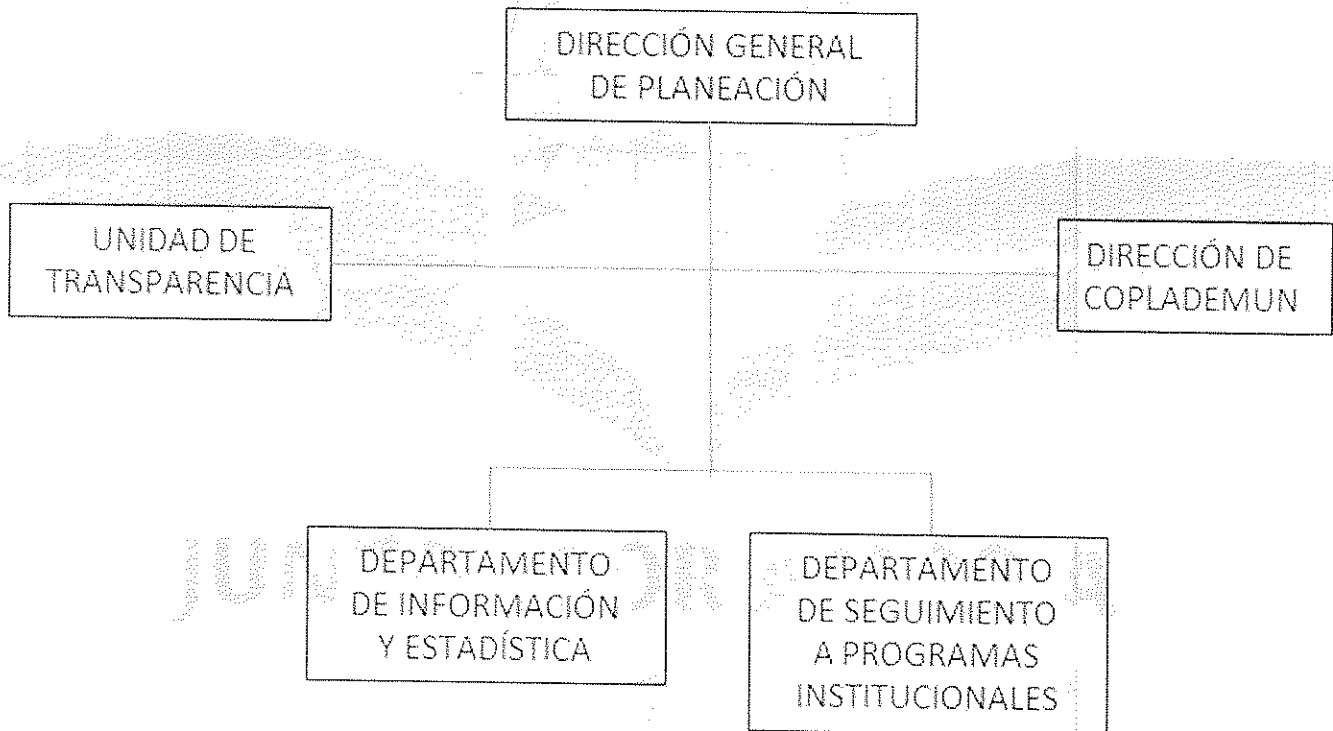 DIRECCIÓN GENERAL
DE PLANEACIÓN
UNIDAD DE
TRANSPARENCIA
DIRECCIÓN DE
COPLADEMUN
DEPARTAMENTO
DE INFORMACIÓN
Y ESTADÍSTICA
DEPARTAMENTO
DE SEGUIMIENTO
A PROGRAMAS
INSTITUCIONALES